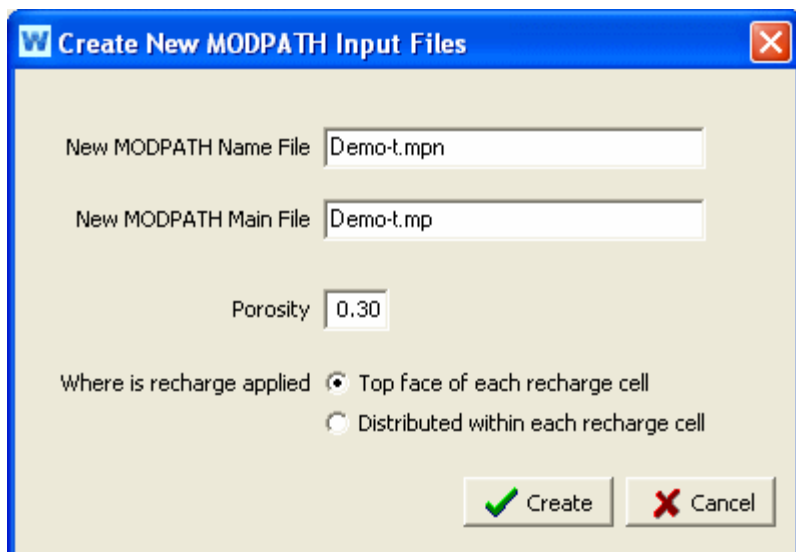 W Create New MODPATH Input Files
New MODPATH Name File Demo-t.mpn
New MODPATH Main File Demo-t.mp
Porosity 0.30
Where is recharge applied Top face of each recharge cell
Distributed within each recharge cell
Create Cancel